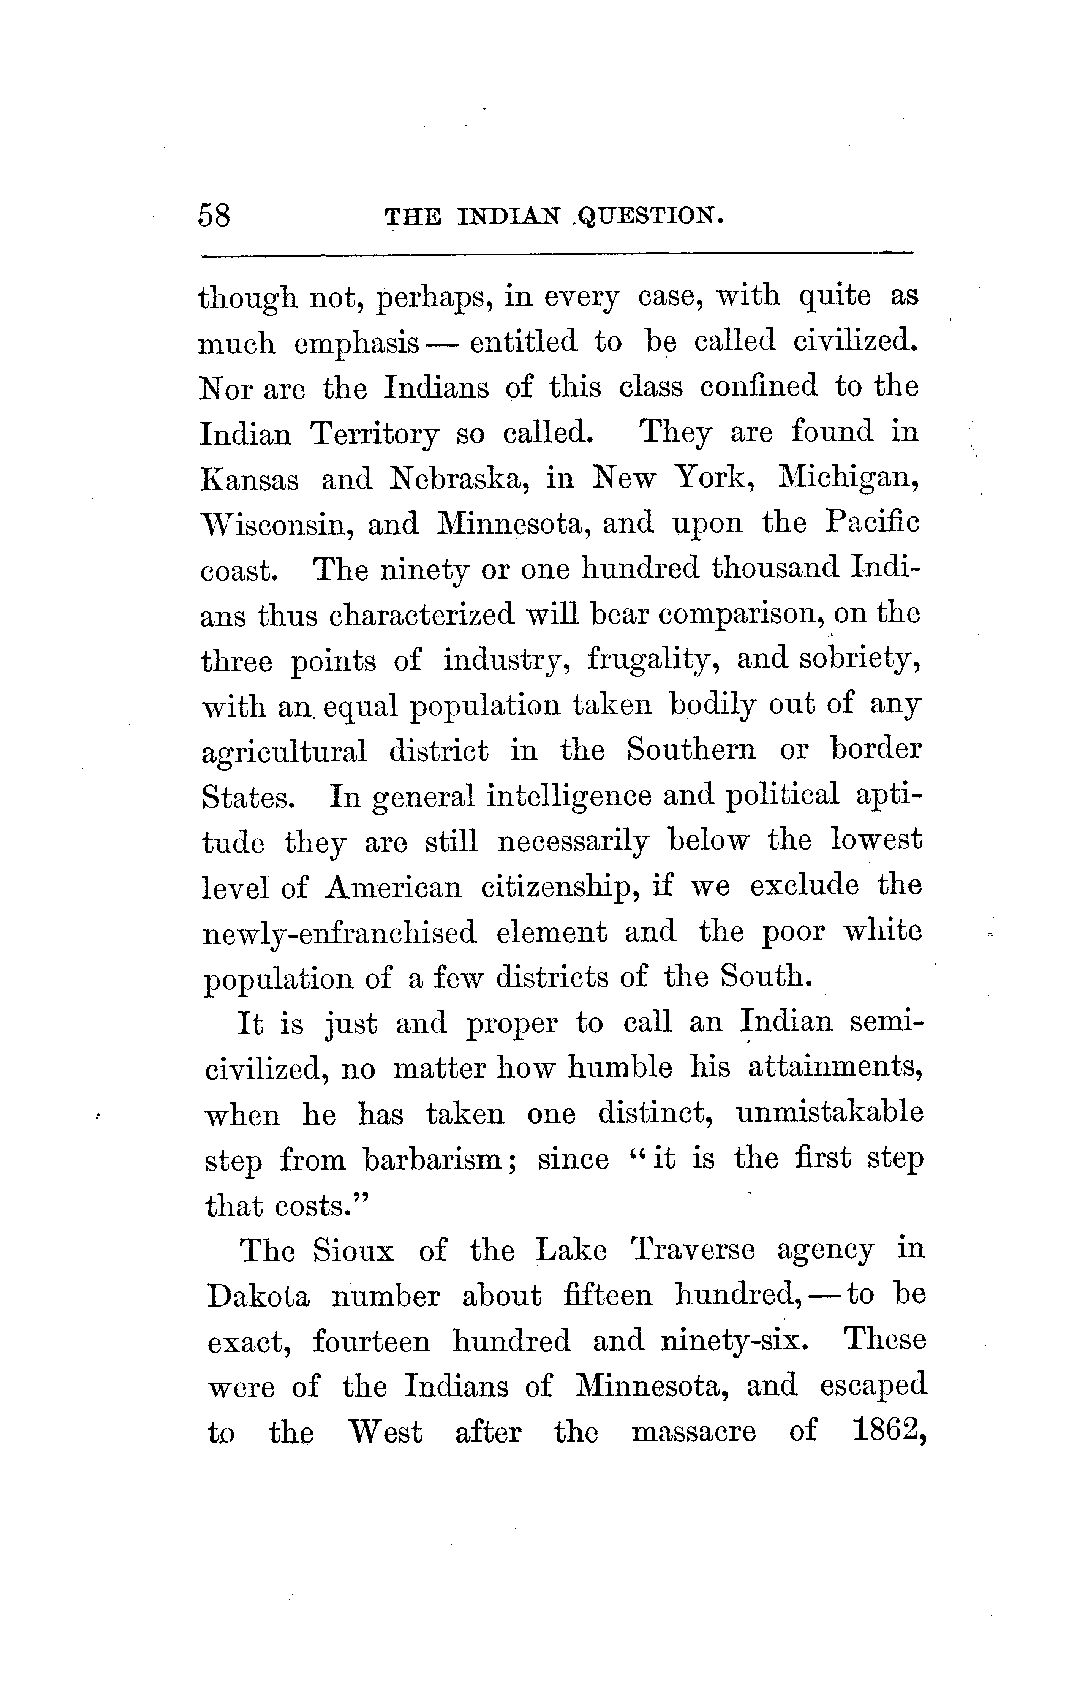 58 THE INDIAN QUESTION.
though not, perhaps, in every case, with quite as
much emphasis — entitled to be called civilized.
Nor are the Indians of this class confined to the
Indian Territory so called. They are found in
Kansas and Nebraska, in New York, Michigan,
Wisconsin, and Minnesota, and upon the Pacific
coast. The ninety or one hundred thousand Indi-
ans thus characterized will bear comparison, on the
three points of industry, frugality, and sobriety,
with an equal population taken bodily out of any
agricultural district in the Southern or border
States. In general intelligence and political apti-
tude they are still necessarily below the lowest
level of American citizenship, if we exclude the
newly-enfranchised element and the poor white
population of a few districts of the South.
It is just and proper to call an Indian semi-
civilized, no matter how humble his attainments,
when he has taken one distinct, unmistakable
step from barbarism; since "it is the first step
that costs."
The Sioux of the Lake Traverse agency in
Dakota number about fifteen hundred, — to be
exact, fourteen hundred and ninety-six. These
were of the Indians of Minnesota, and escaped
to the West after the massacre of 1862,